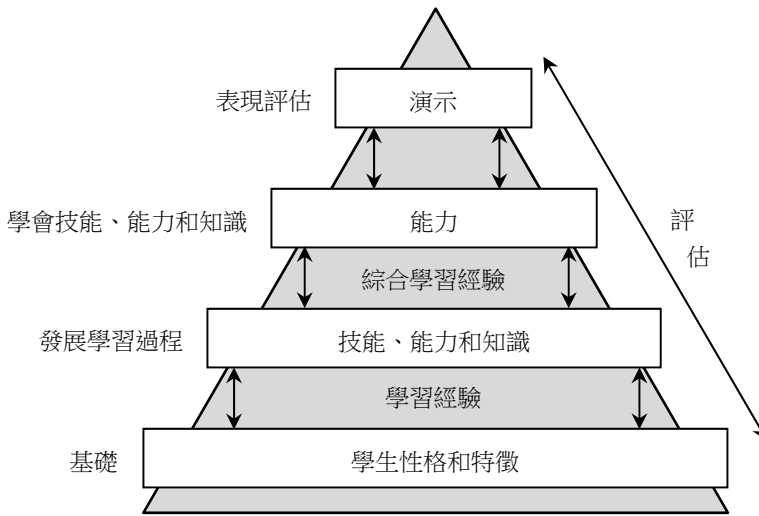 表現評估
演示
學會技能、能力和知識
能力
評
估
綜合學習經驗
發展學習過程
技能、能力和知識
學習經驗
基礎
學生性格和特徵